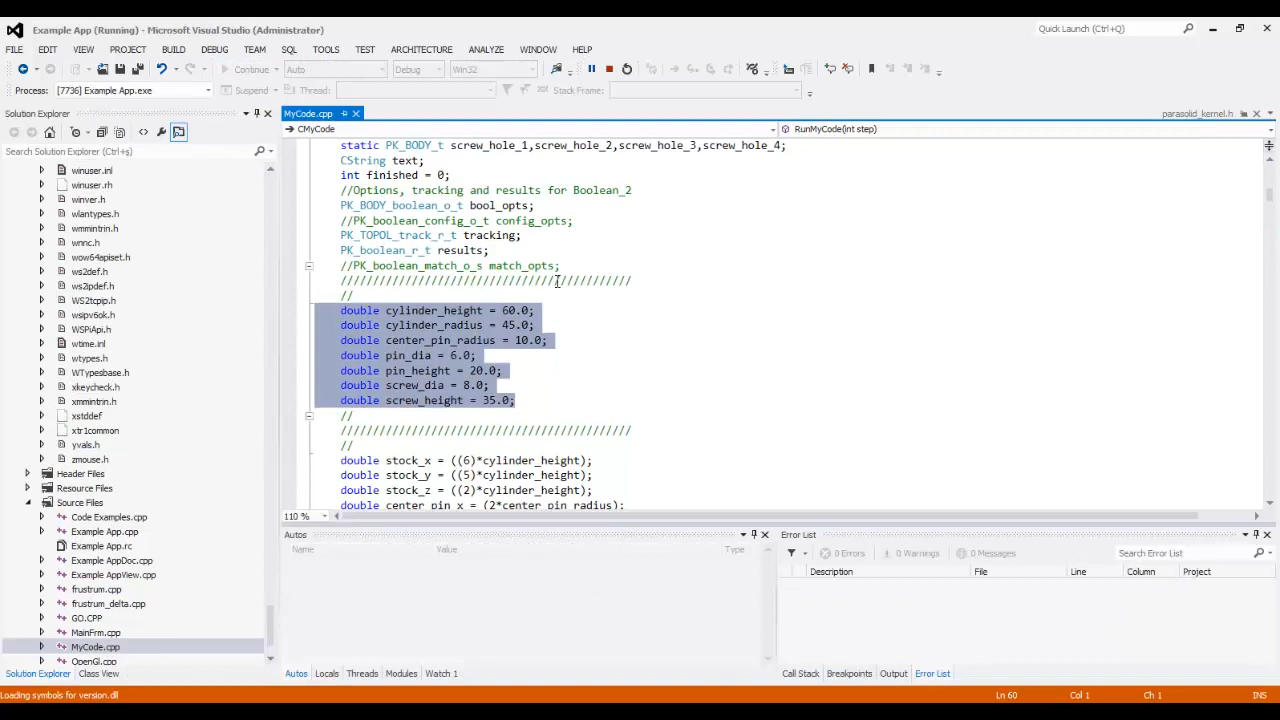 Example App (Running) - Microsoft Visual Studio (Administrator)
Quick Launch (Ctrl+Q)
FILE EDIT VIEW PROJECT BUILD DEBUG TEAM SQL TOOLS TEST ARCHITECTURE ANALYZE WINDOW HELP
Continue Auto Debug Win32
Process: [7736] Example App.exe Suspend Thread: Stack Frame:
Solution Explorer
Search Solution Explorer (Ctrl+ş)
winuser.inl
winuser.rh
winver.h
wlantypes.h
wmmintrin.h
wnnc.h
wow64apiset.h
ws2def.h
ws2ipdef.h
WS2tcpip.h
wsipv6ok.h
WSPiApi.h
wtime.inl
wtypes.h
WTypesbase.h
xkeycheck.h
xmmintrin.h
xstddef
xtr1common
yvals.h
zmouse.h
Header Files
Resource Files
Source Files
Code Examples.cpp
Example App.cpp
Example App.rc
Example AppDoc.cpp
Example AppView.cpp
frustrum.cpp
frustrum_delta.cpp
GO.CPP
MainFrm.cpp
MyCode.cpp
OpenGl.cpp
Solution Explorer Class View
MyCode.cpp
parasolid_kernel.h
CMyCode
RunMyCode(int step)
static PK_BODY_t screw_hole_1,screw_hole_2,screw_hole_3,screw_hole_4;
CString text;
int finished = 0;
//Options, tracking and results for Boolean_2
PK_BODY_boolean_o_t bool_opts;
//PK_boolean_config_o_t config_opts;
PK_TOPOL_track_r_t tracking;
PK_boolean_r_t results;
//PK_boolean_match_o_s match_opts;
/////////////////////////////////////////////
//
double cylinder_height = 60.0;
double cylinder_radius = 45.0;
double center_pin_radius = 10.0;
double pin_dia = 6.0;
double pin_height = 20.0;
double screw_dia = 8.0;
double screw_height = 35.0;
//
/////////////////////////////////////////////
//
double stock_x = ((6)*cylinder_height);
double stock_y = ((5)*cylinder_height);
double stock_z = ((2)*cylinder_height);
double center_pin_x = (2*center_pin_radius);
110 %
Autos
Name Value Type
Autos Locals Threads Modules Watch 1
Error List
0 Errors 0 Warnings 0 Messages Search Error List
Description File Line Column Project
Call Stack Breakpoints Output Error List
Loading symbols for version.dll
Ln 60 Col 1 Ch 1 INS